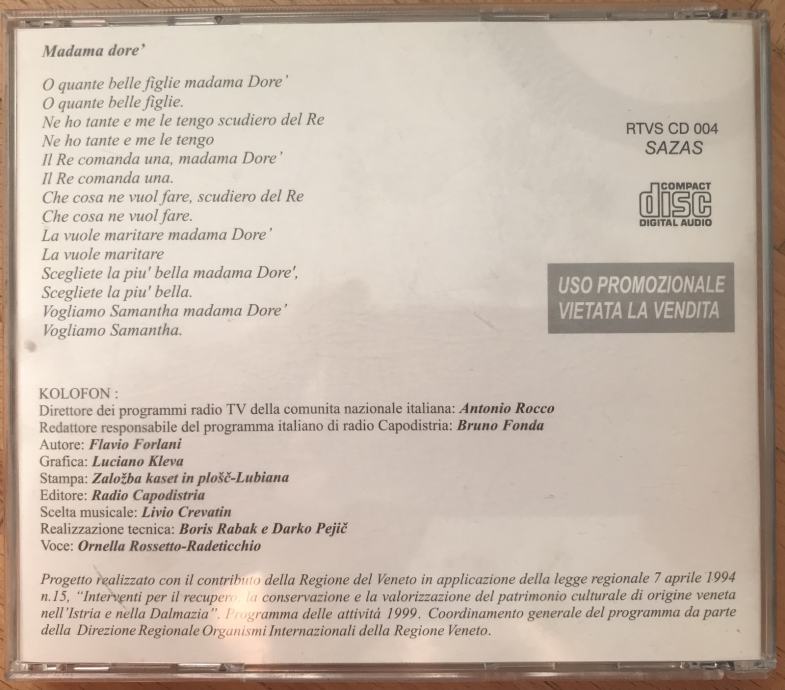 Madama dore’
O quante belle figlie madama Dore’
O quante belle figlie.
Ne ho tante e me le tengo scudiero del Re
Ne ho tante e me le tengo
Il Re comanda una, madama Dore’
Il Re comanda una.
Che cosa ne vuol fare, scudiero del Re
Che cosa ne vuol fare.
La vuole maritare madama Dore’
La vuole maritare
Scegliete la piu' bella madama Dore',
Scegliete la piu' bella.
Vogliamo Samantha madama Dore’
Vogliamo Samantha.
RTVS CD 004
SAZAS
COMPACT
disc
DIGITAL AUDIO
USO PROMOZIONALE
VIETATA LA VENDITA
KOLOFON :
Direttore dei programmi radio TV della comunita nazionale italiana: Antonio Rocco
Redattore responsabile del programma italiano di radio Capodistria: Bruno Fonda
Autore: Flavio Forlani
Grafica: Luciano Kleva
Stampa: Založba kaset in plošč-Lubiana
Editore: Radio Capodistria
Scelta musicale: Livio Crevatin
Realizzazione tecnica: Boris Rabak e Darko Pejič
Voce: Ornella Rossetto-Radeticchio
Progetto realizzato con il contributo della Regione del Veneto in applicazione della legge regionale 7 aprile 1994
n.15, “Interventi per il recupero, la conservazione e la valorizzazione del patrimonio culturale di origine veneta
nell’Istria e nella Dalmazia”. Programma delle attivitá 1999. Coordinamento generale del programma da parte
della Direzione Regionale Organismi Internazionali della Regione Veneto.